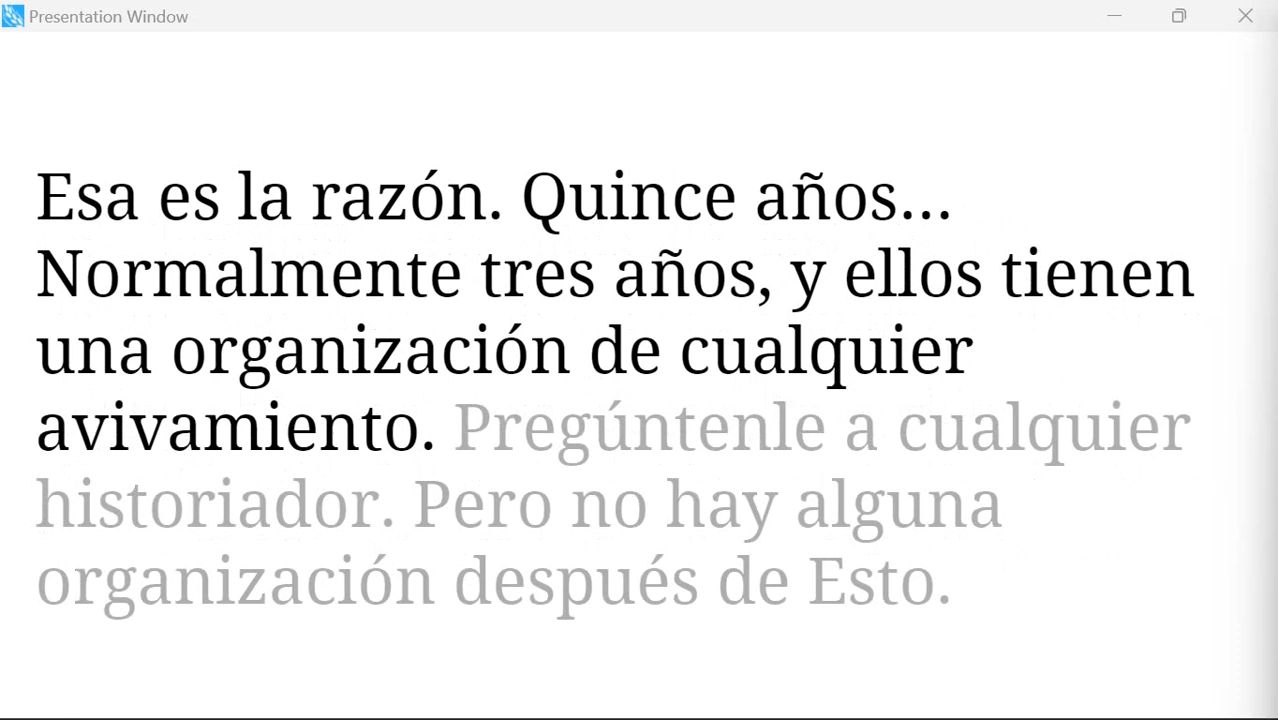 Presentation Window
Esa es la razón. Quince años...
Normalmente tres años, y ellos tienen
una organización de cualquier
avivamiento. Pregúntenle a cualquier
historiador. Pero no hay alguna
organización después de Esto.